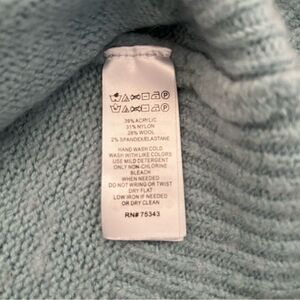 39% ACRYLIC
31% NYLON
28% WOOL
2% SPANDEX/ELASTANE
HAND WASH COLD
WASH WITH LIKE COLORS
USE MILD DETERGENT
ONLY NON-CHLORINE
BLEACH
WHEN NEEDED
DO NOT WRING OR TWIST
DRY FLAT
LOW IRON IF NEEDED
OR DRY CLEAN
RN# 75343